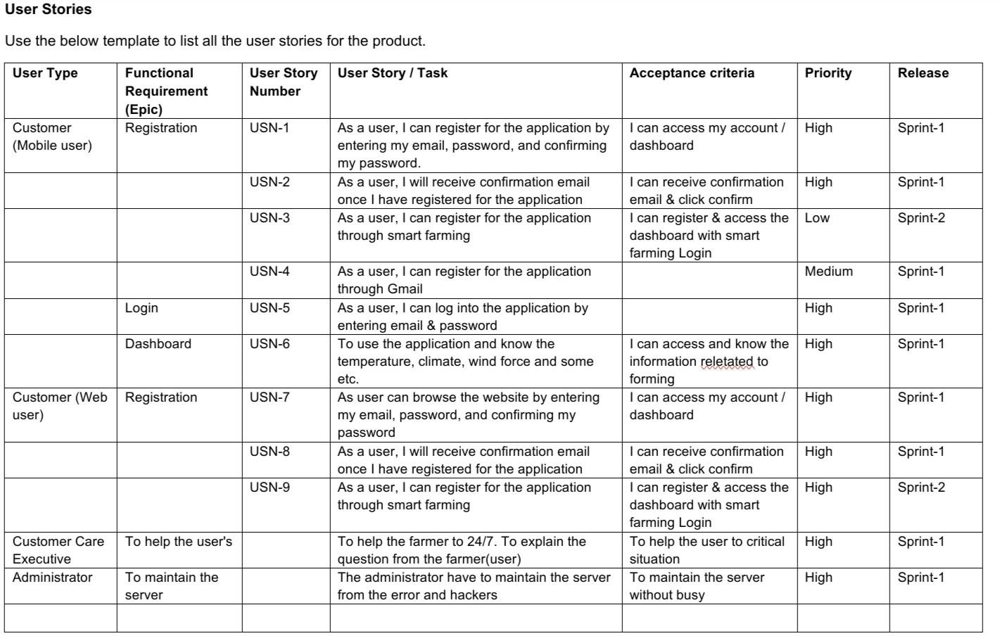 User Stories
Use the below template to list all the user stories for the product.
User Type
Functional
Requirement
(Epic)
User Story
Number
User Story / Task
Acceptance criteria
Priority
Release
Customer
(Mobile user)
Registration
USN-1
As a user, I can register for the application by
entering my email, password, and confirming
my password.
I can access my account /
dashboard
High
Sprint-1
USN-2
As a user, I will receive confirmation email
once I have registered for the application
I can receive confirmation
email & click confirm
High
Sprint-1
USN-3
As a user, I can register for the application
through smart farming
I can register & access the
dashboard with smart
farming Login
Low
Sprint-2
USN-4
As a user, I can register for the application
through Gmail
Medium
Sprint-1
Login
USN-5
As a user, I can log into the application by
entering email & password
High
Sprint-1
Dashboard
USN-6
To use the application and know the
temperature, climate, wind force and some
etc.
I can access and know the
information reletated to
forming
High
Sprint-1
Customer (Web
user)
Registration
USN-7
As user can browse the website by entering
my email, password, and confirming my
password
I can access my account /
dashboard
High
Sprint-1
USN-8
As a user, I will receive confirmation email
once I have registered for the application
I can receive confirmation
email & click confirm
High
Sprint-1
USN-9
As a user, I can register for the application
through smart farming
I can register & access the
dashboard with smart
farming Login
High
Sprint-2
Customer Care
Executive
To help the user's
To help the farmer to 24/7. To explain the
question from the farmer(user)
To help the user to critical
situation
High
Sprint-1
Administrator
To maintain the
server
The administrator have to maintain the server
from the error and hackers
To maintain the server
without busy
High
Sprint-1